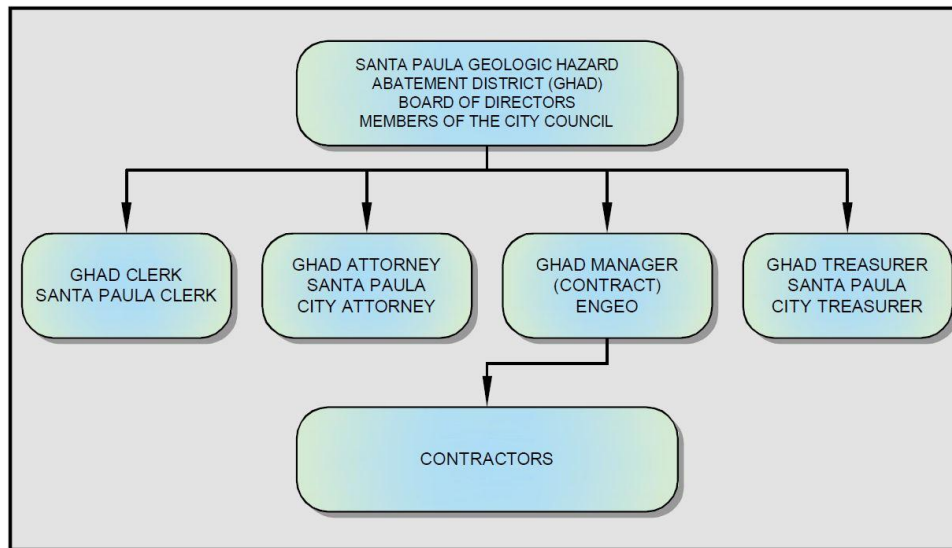 SANTA PAULA GEOLOGIC HAZARD
ABATEMENT DISTRICT (GHAD)
BOARD OF DIRECTORS
MEMBERS OF THE CITY COUNCIL
GHAD CLERK
SANTA PAULA CLERK
GHAD ATTORNEY
SANTA PAULA
CITY ATTORNEY
GHAD MANAGER
(CONTRACT)
ENGEO
GHAD TREASURER
SANTA PAULA
CITY TREASURER
CONTRACTORS